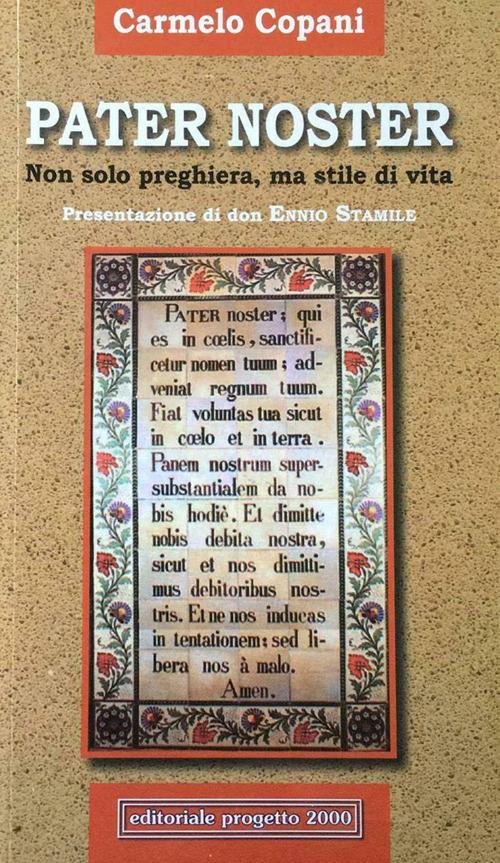 Carmelo Copani
PATER NOSTER
Non solo preghiera, ma stile di vita
Presentazione di don ENNIO STAMILE
PATER noster; qui
es in cœlis, sanctifi-
cetur nomen tuum; ad-
veniat regnum tuum.
Fiat voluntas tua sicut
in cœlo et in terra.
Panem nostrum super-
substantialem da no-
bis hodiè. Et dimitte
nobis debita nostra,
sicut et nos dimitti-
mus debitoribus nos-
tris. Et ne nos inducas
in tentationem; sed li-
bera nos à malo.
Amen.
editoriale progetto 2000